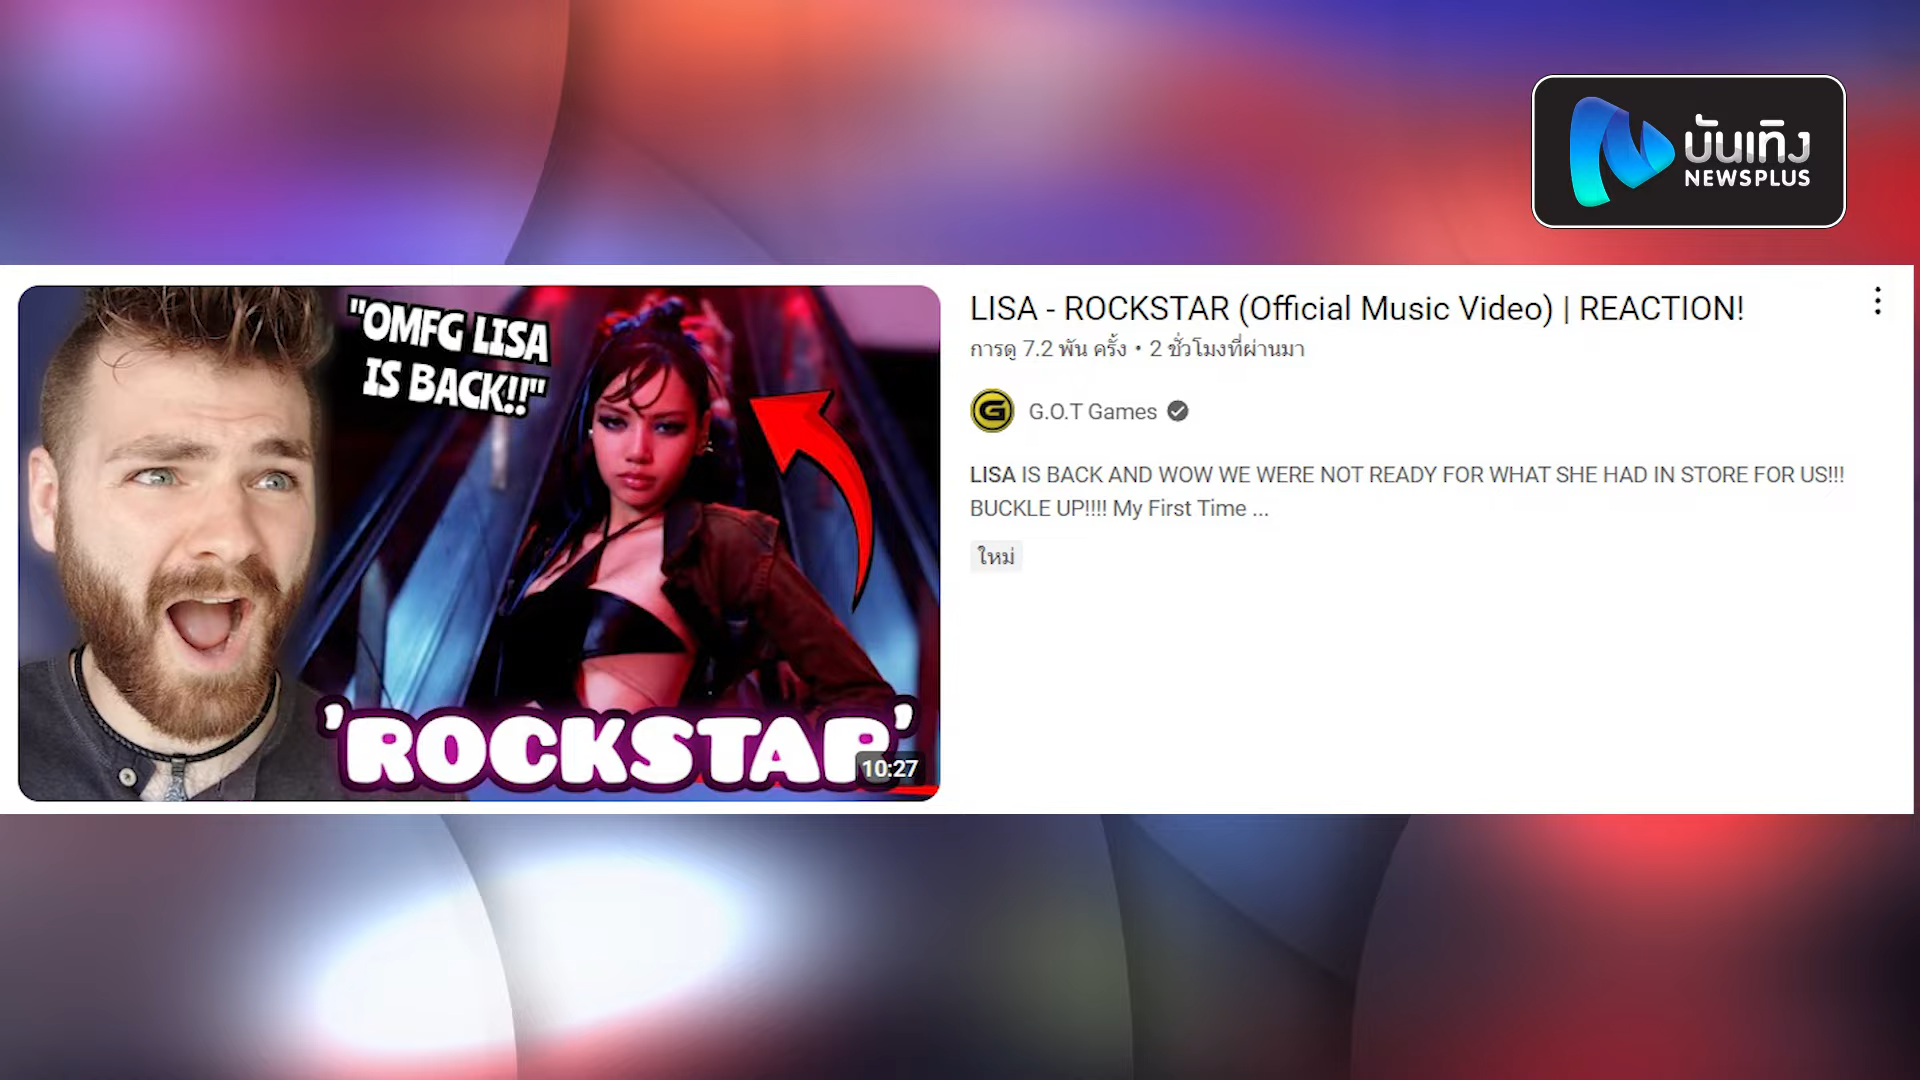 บันเทิง
NEWSPLUS
"OMFG LISA
IS BACK!!"
'ROCKSTAR'
10:27
LISA - ROCKSTAR (Official Music Video) | REACTION!
การดู 7.2 พัน ครั้ง • 2 ชั่วโมงที่ผ่านมา
G.O.T Games
LISA IS BACK AND WOW WE WERE NOT READY FOR WHAT SHE HAD IN STORE FOR US!!!
BUCKLE UP!!!! My First Time ...
ใหม่